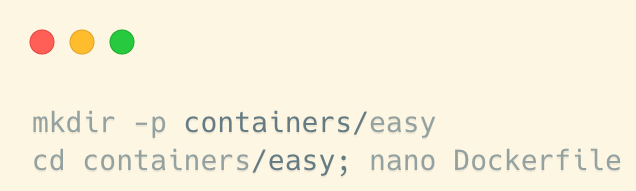 mkdir -p containers/easy
cd containers/easy; nano Dockerfile